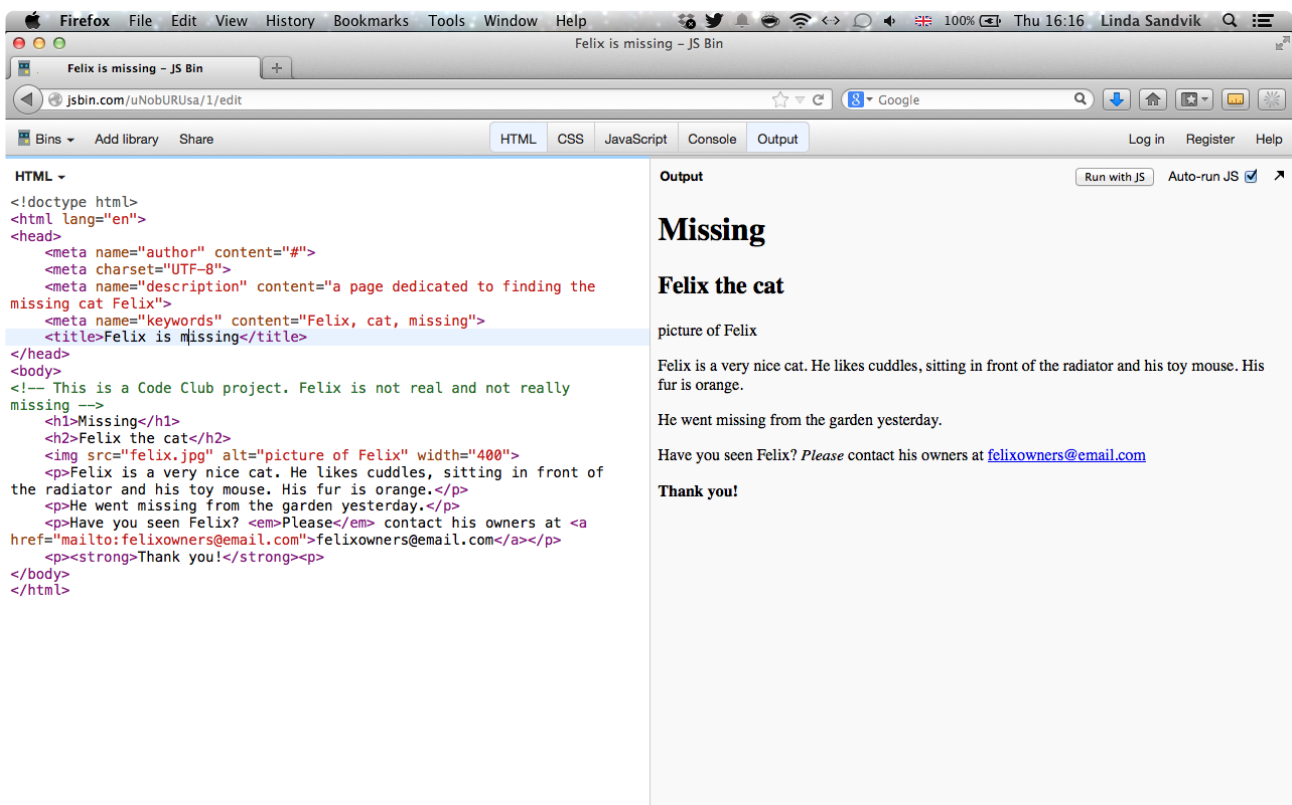 Firefox File Edit View History Bookmarks Tools Window Help 100% Thu 16:16 Linda Sandvik
Felix is missing – JS Bin
Felix is missing – JS Bin +
jsbin.com/uNobURUsa/1/edit Google
Bins Add library Share HTML CSS JavaScript Console Output Log in Register Help
HTML
<!doctype html>
<html lang="en">
<head>
    <meta name="author" content="#">
    <meta charset="UTF-8">
    <meta name="description" content="a page dedicated to finding the
missing cat Felix">
    <meta name="keywords" content="Felix, cat, missing">
    <title>Felix is missing</title>
</head>
<body>
<!-- This is a Code Club project. Felix is not real and not really
missing -->
    <h1>Missing</h1>
    <h2>Felix the cat</h2>
    <img src="felix.jpg" alt="picture of Felix" width="400">
    <p>Felix is a very nice cat. He likes cuddles, sitting in front of
the radiator and his toy mouse. His fur is orange.</p>
    <p>He went missing from the garden yesterday.</p>
    <p>Have you seen Felix? <em>Please</em> contact his owners at <a
href="mailto:felixowners@email.com">felixowners@email.com</a></p>
    <p><strong>Thank you!</strong><p>
</body>
</html>
Output Run with JS Auto-run JS
Missing
Felix the cat
picture of Felix
Felix is a very nice cat. He likes cuddles, sitting in front of the radiator and his toy mouse. His
fur is orange.
He went missing from the garden yesterday.
Have you seen Felix? Please contact his owners at felixowners@email.com
Thank you!